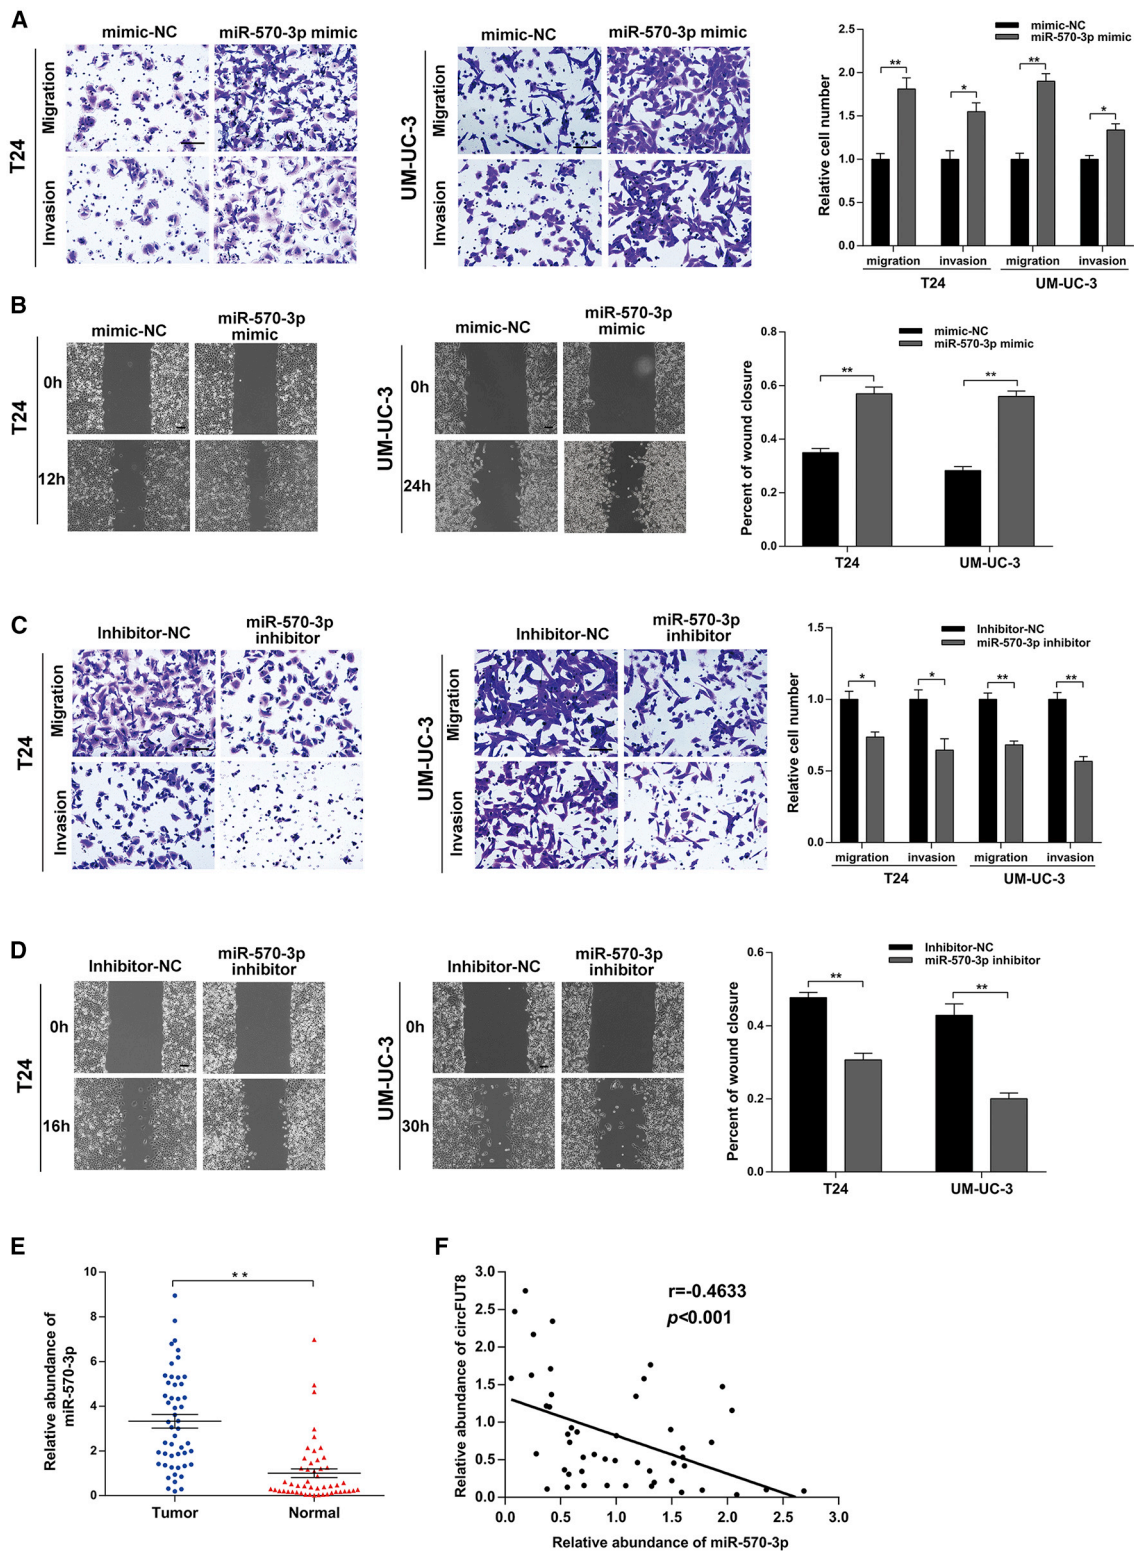 A
mimic-NC
miR-570-3p mimic
T24
Migration
Invasion
mimic-NC
miR-570-3p mimic
UM-UC-3
Migration
Invasion
mimic-NC
miR-570-3p mimic
Relative cell number
2.5
2.0
1.5
1.0
0.5
0.0
**
*
**
*
migration
invasion
migration
invasion
T24
UM-UC-3
B
mimic-NC
miR-570-3p
mimic
T24
0h
12h
mimic-NC
miR-570-3p
mimic
UM-UC-3
0h
24h
mimic-NC
miR-570-3p mimic
Percent of wound closure
0.8
0.6
0.4
0.2
0.0
**
**
T24
UM-UC-3
C
Inhibitor-NC
miR-570-3p
inhibitor
T24
Migration
Invasion
Inhibitor-NC
miR-570-3p
inhibitor
UM-UC-3
Migration
Invasion
Inhibitor-NC
miR-570-3p inhibitor
Relative cell number
1.5
1.0
0.5
0.0
*
*
**
**
migration
invasion
migration
invasion
T24
UM-UC-3
D
Inhibitor-NC
miR-570-3p
inhibitor
T24
0h
16h
Inhibitor-NC
miR-570-3p
inhibitor
UM-UC-3
0h
30h
Inhibitor-NC
miR-570-3p inhibitor
Percent of wound closure
0.6
0.4
0.2
0.0
**
**
T24
UM-UC-3
E
Relative abundance of
miR-570-3p
10
8
6
4
2
0
**
Tumor
Normal
F
Relative abundance of circFUT8
3.0
2.5
2.0
1.5
1.0
0.5
0.0
r=-0.4633
p<0.001
0.0
0.5
1.0
1.5
2.0
2.5
3.0
Relative abundance of miR-570-3p